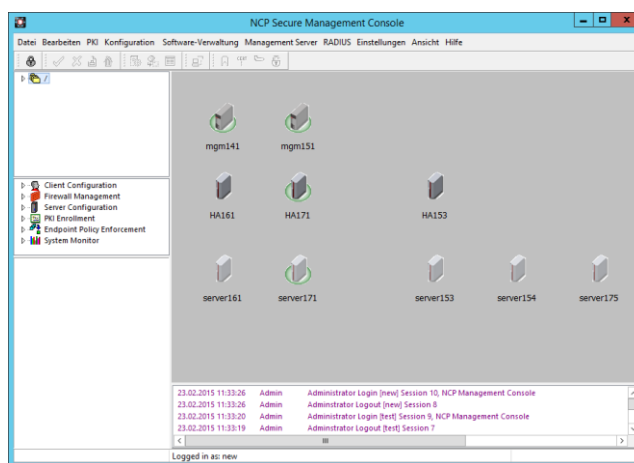 NCP Secure Management Console
Datei Bearbeiten PKI Konfiguration Software-Verwaltung Management Server RADIUS Einstellungen Ansicht Hilfe
/
mgm141 mgm151
Client Configuration
Firewall Management
Server Configuration
PKI Enrollment
Endpoint Policy Enforcement
System Monitor
HA161 HA171 HA153
server161 server171 server153 server154 server175
23.02.2015 11:33:26 Admin Administrator Login [new] Session 10, NCP Management Console
23.02.2015 11:33:26 Admin Adminstrator Logout [new] Session 8
23.02.2015 11:33:20 Admin Administrator Login [test] Session 9, NCP Management Console
23.02.2015 11:33:19 Admin Adminstrator Logout [test] Session 7
Logged in as: new